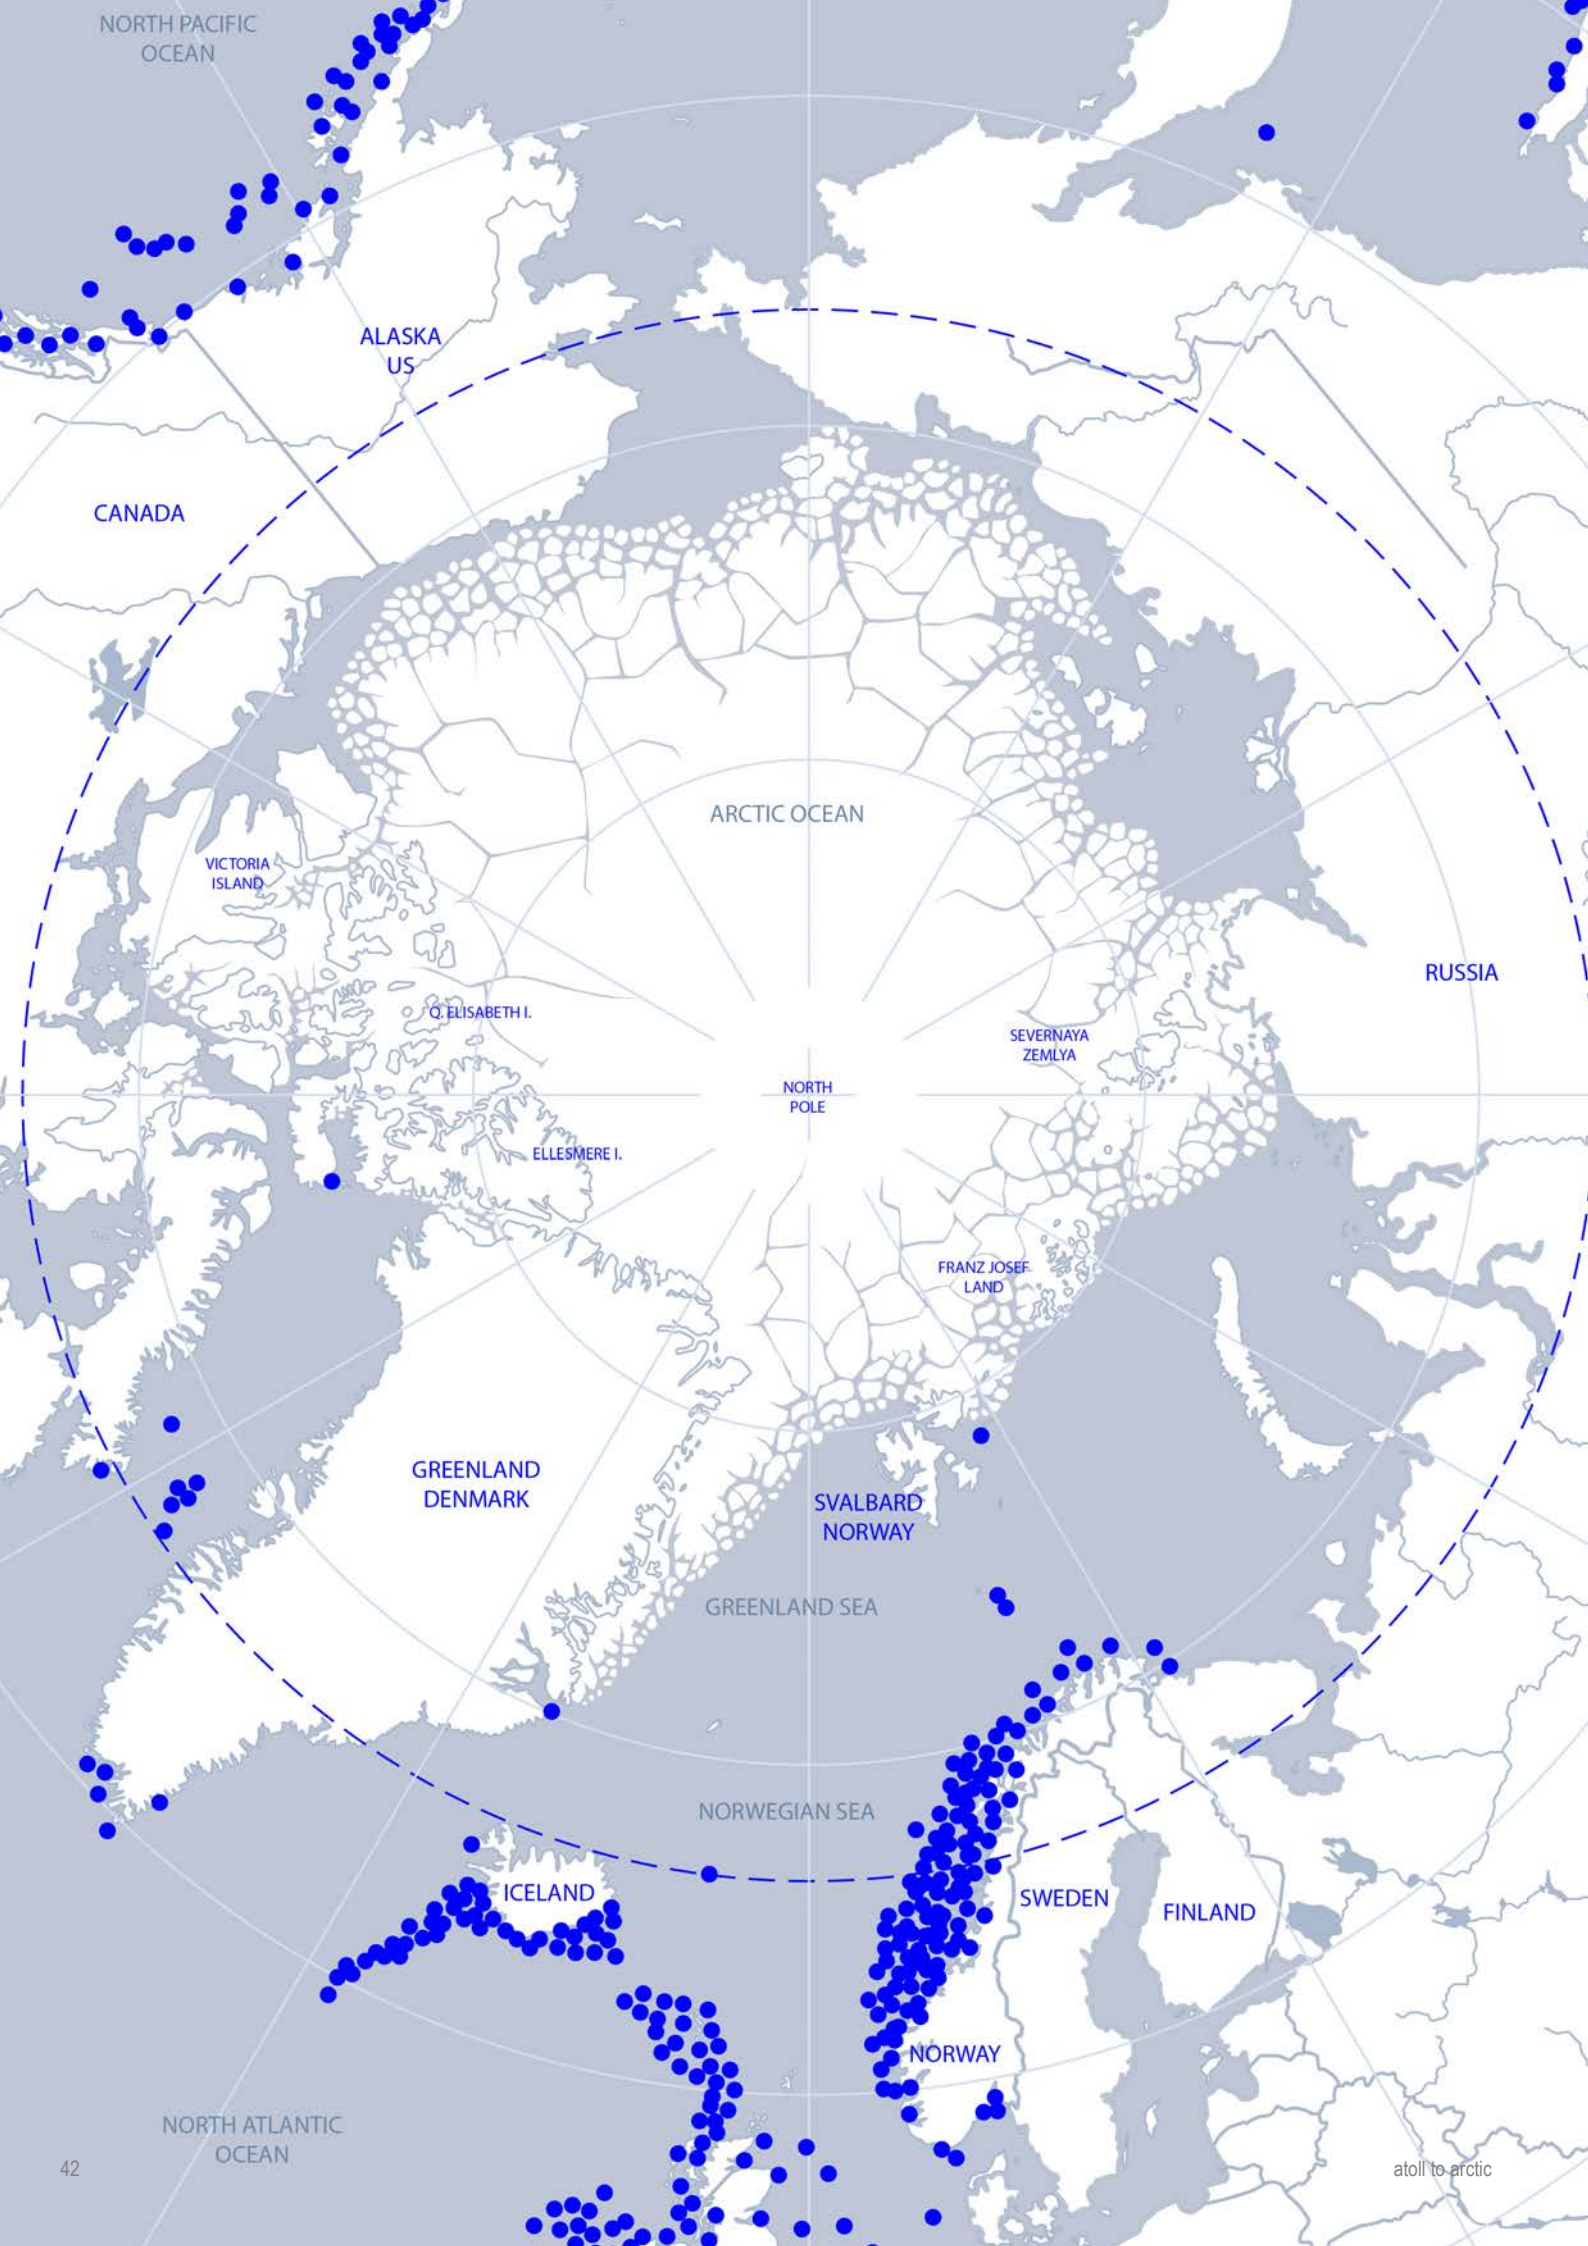 NORTH PACIFIC
OCEAN
ALASKA
US
CANADA
ARCTIC OCEAN
VICTORIA
ISLAND
RUSSIA
Q. ELISABETH I.
SEVERNAYA
ZEMLYA
NORTH
POLE
ELLESMERE I.
FRANZ JOSEF
LAND
GREENLAND
DENMARK
SVALBARD
NORWAY
GREENLAND SEA
NORWEGIAN SEA
ICELAND
SWEDEN
FINLAND
NORWAY
NORTH ATLANTIC
OCEAN
42
atoll to arctic